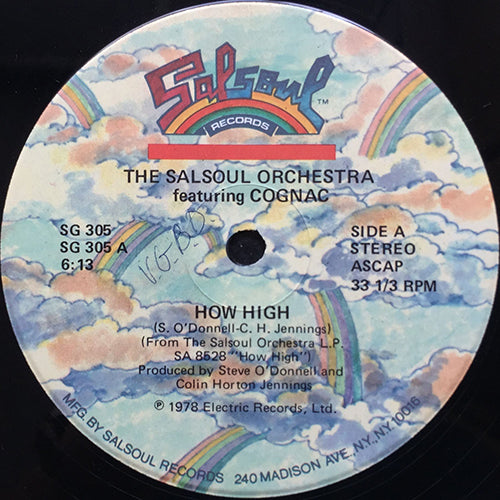 Salsoul
TM
RECORDS
THE SALSOUL ORCHESTRA
featuring COGNAC
SG 305
SG 305 A
6:13
V.G.B.D.
SIDE A
STEREO
ASCAP
33 1/3 RPM
HOW HIGH
(S. O'Donnell-C. H. Jennings)
(From The Salsoul Orchestra L.P.
SA 8528 "How High")
Produced by Steve O'Donnell and
Colin Horton Jennings
℗ 1978 Electric Records, Ltd.
MFG. BY SALSOUL RECORDS 240 MADISON AVE., N.Y., N.Y. 10016